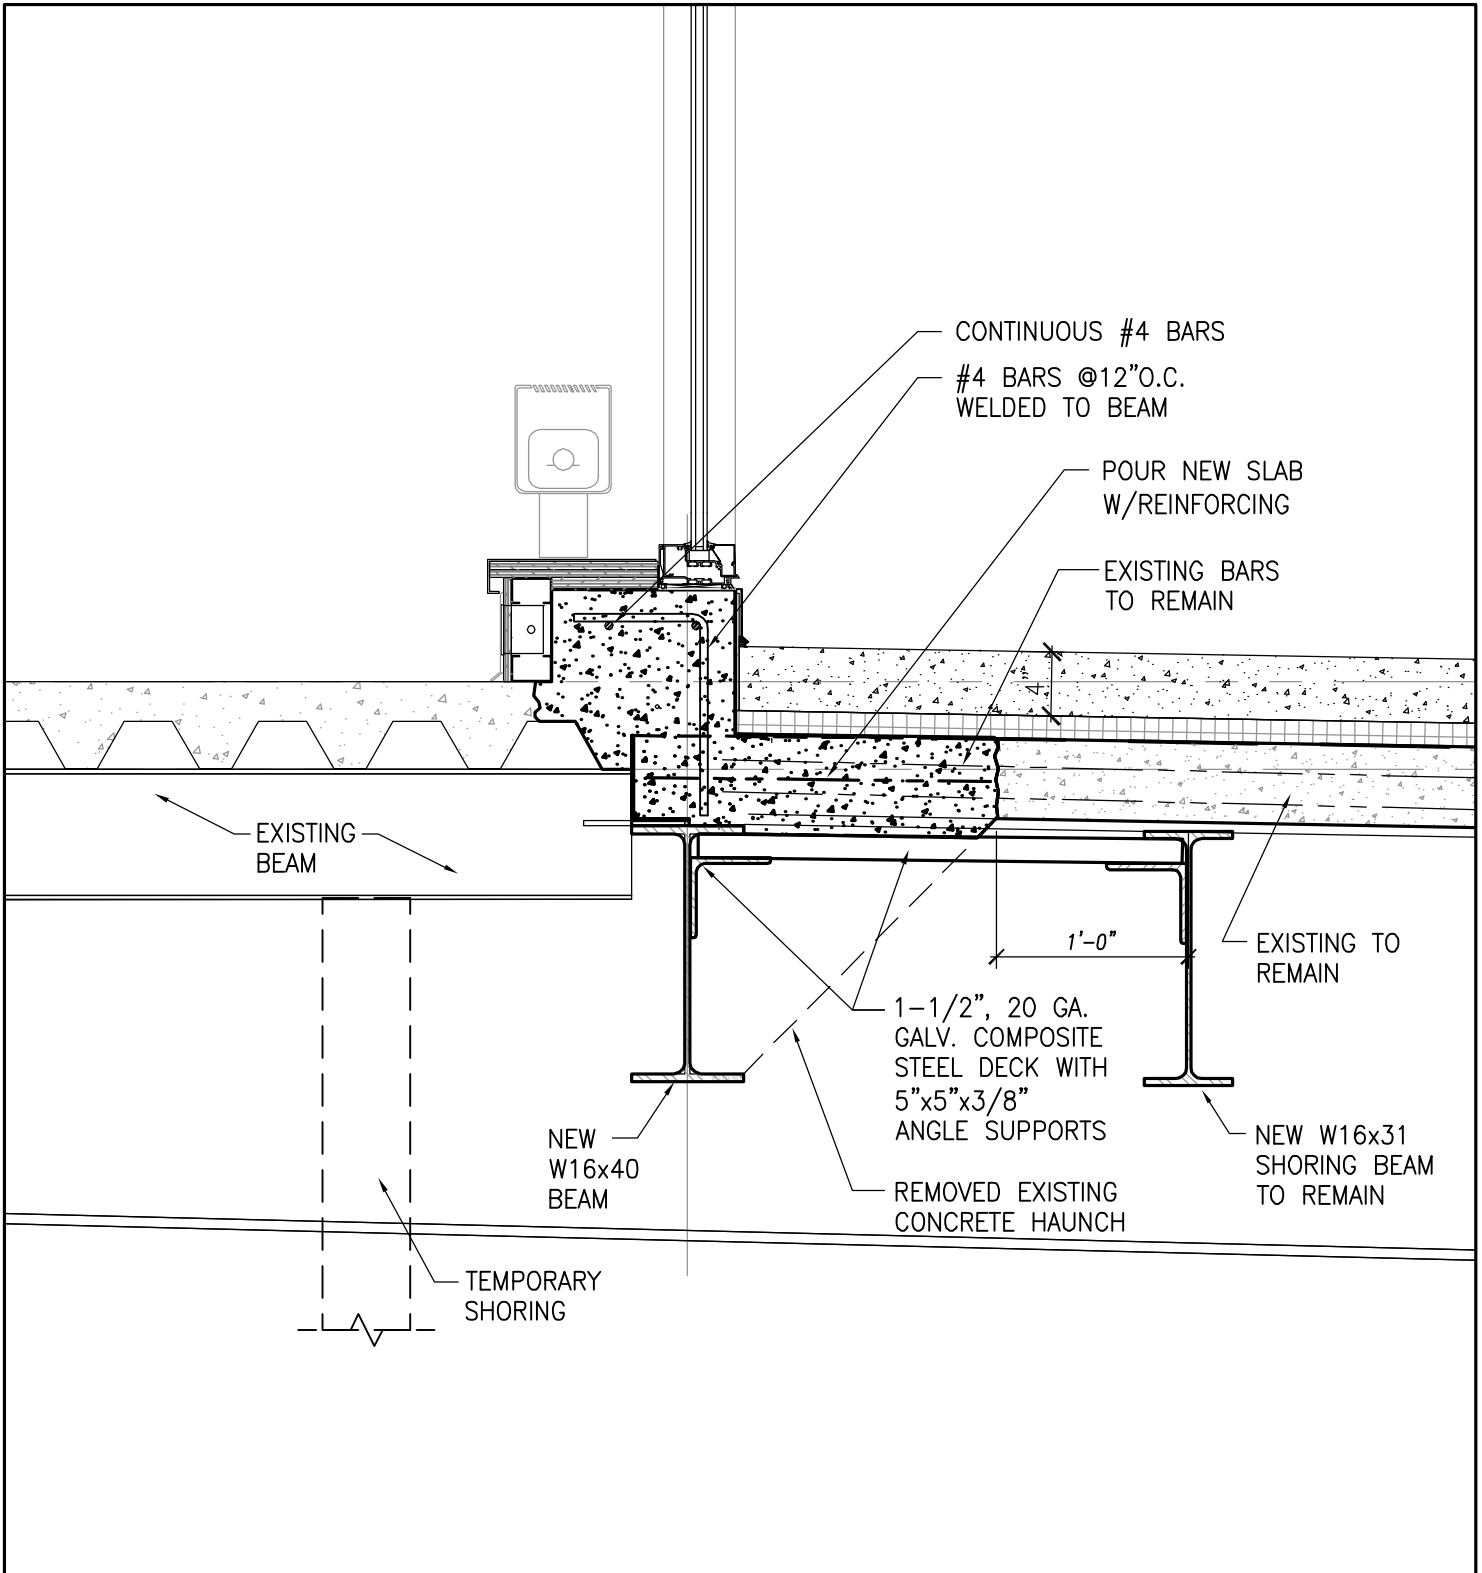 CONTINUOUS #4 BARS
#4 BARS @12"O.C.
WELDED TO BEAM
POUR NEW SLAB
W/REINFORCING
EXISTING BARS
TO REMAIN
4"
EXISTING
BEAM
1'-0"
EXISTING TO
REMAIN
1-1/2", 20 GA.
GALV. COMPOSITE
STEEL DECK WITH
5"x5"x3/8"
ANGLE SUPPORTS
NEW
W16x40
BEAM
NEW W16x31
SHORING BEAM
TO REMAIN
REMOVED EXISTING
CONCRETE HAUNCH
TEMPORARY
SHORING